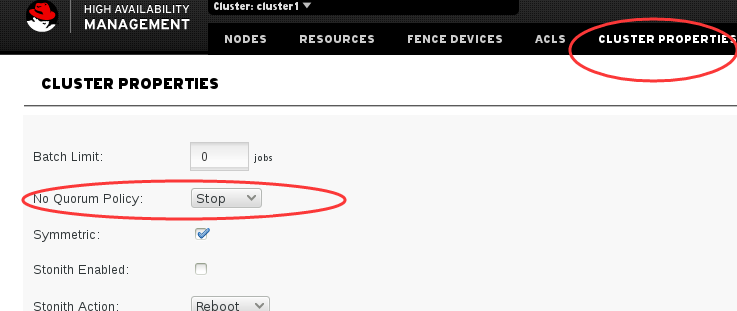 HIGH AVAILABILITY
MANAGEMENT
Cluster: cluster1
NODES RESOURCES FENCE DEVICES ACLS CLUSTER PROPERTIES
CLUSTER PROPERTIES
Batch Limit: 0 jobs
No Quorum Policy: Stop
Symmetric:
Stonith Enabled:
Stonith Action: Reboot